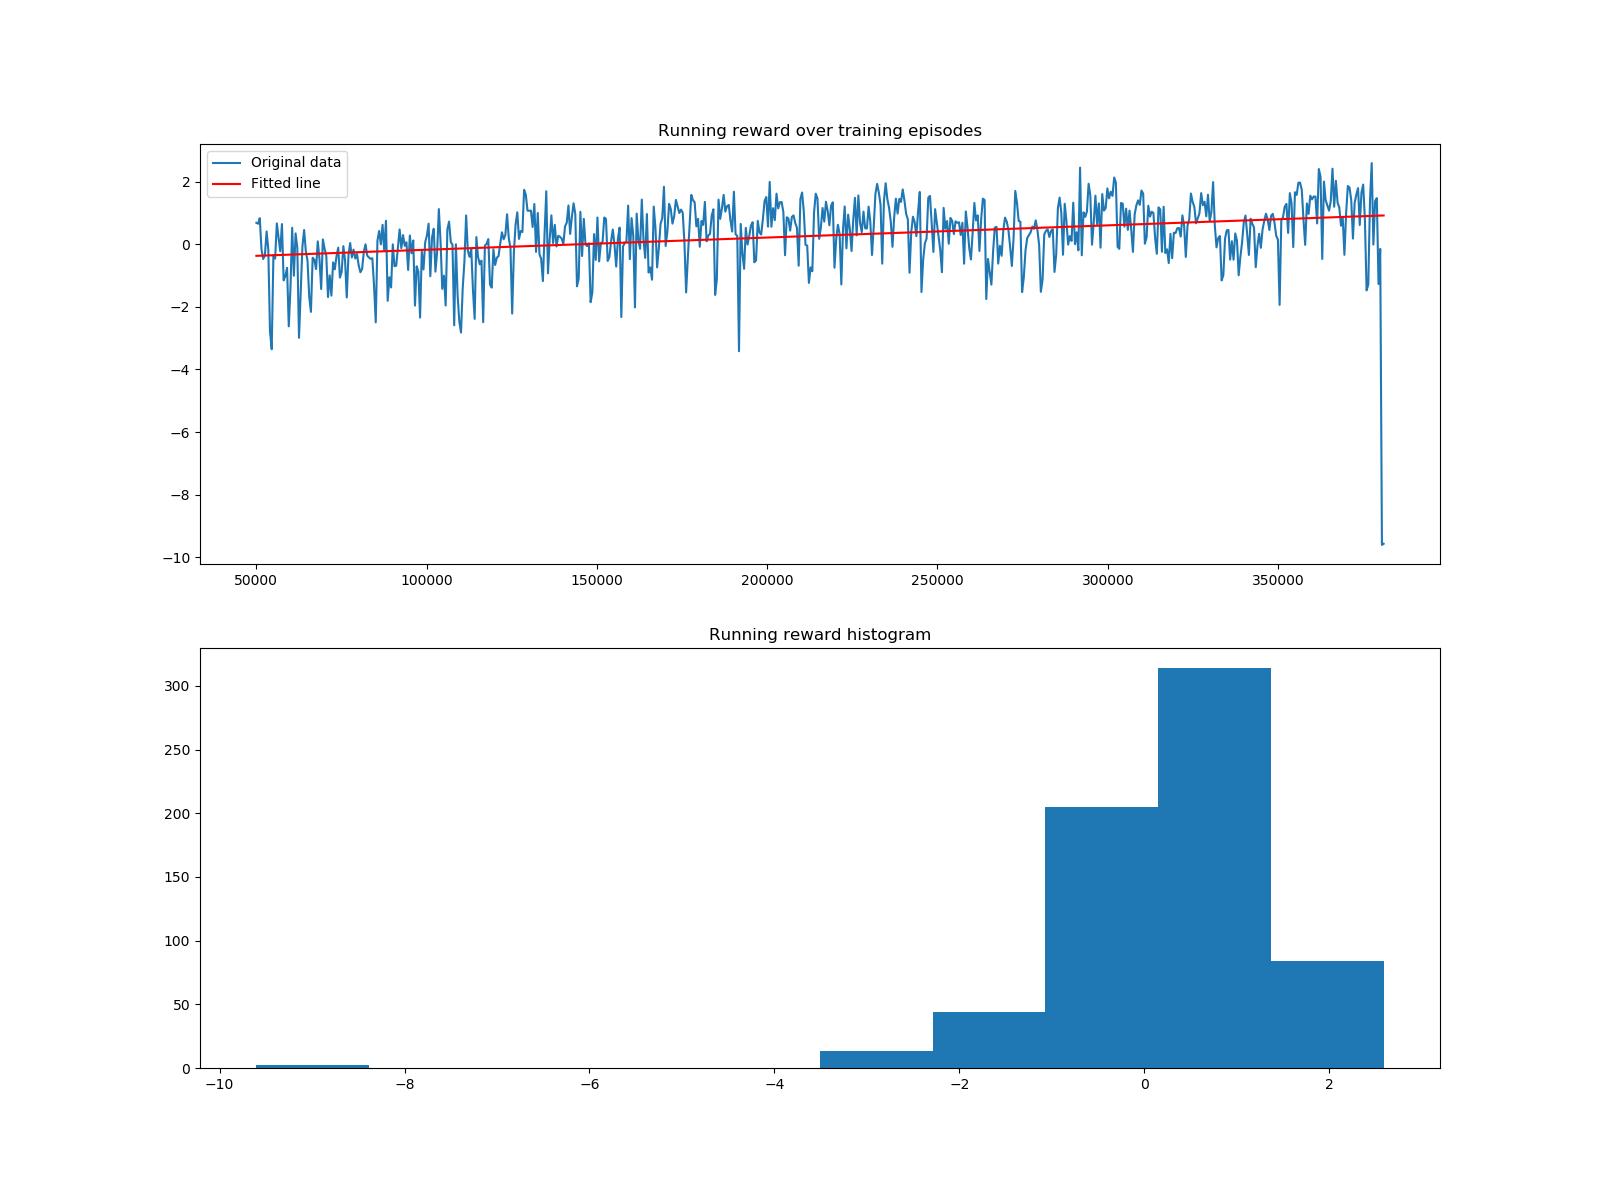 Running reward over training episodes
Original data
Fitted line
2
0
−2
−4
−6
−8
−10
50000 100000 150000 200000 250000 300000 350000
Running reward histogram
300
250
200
150
100
50
0
−10 −8 −6 −4 −2 0 2